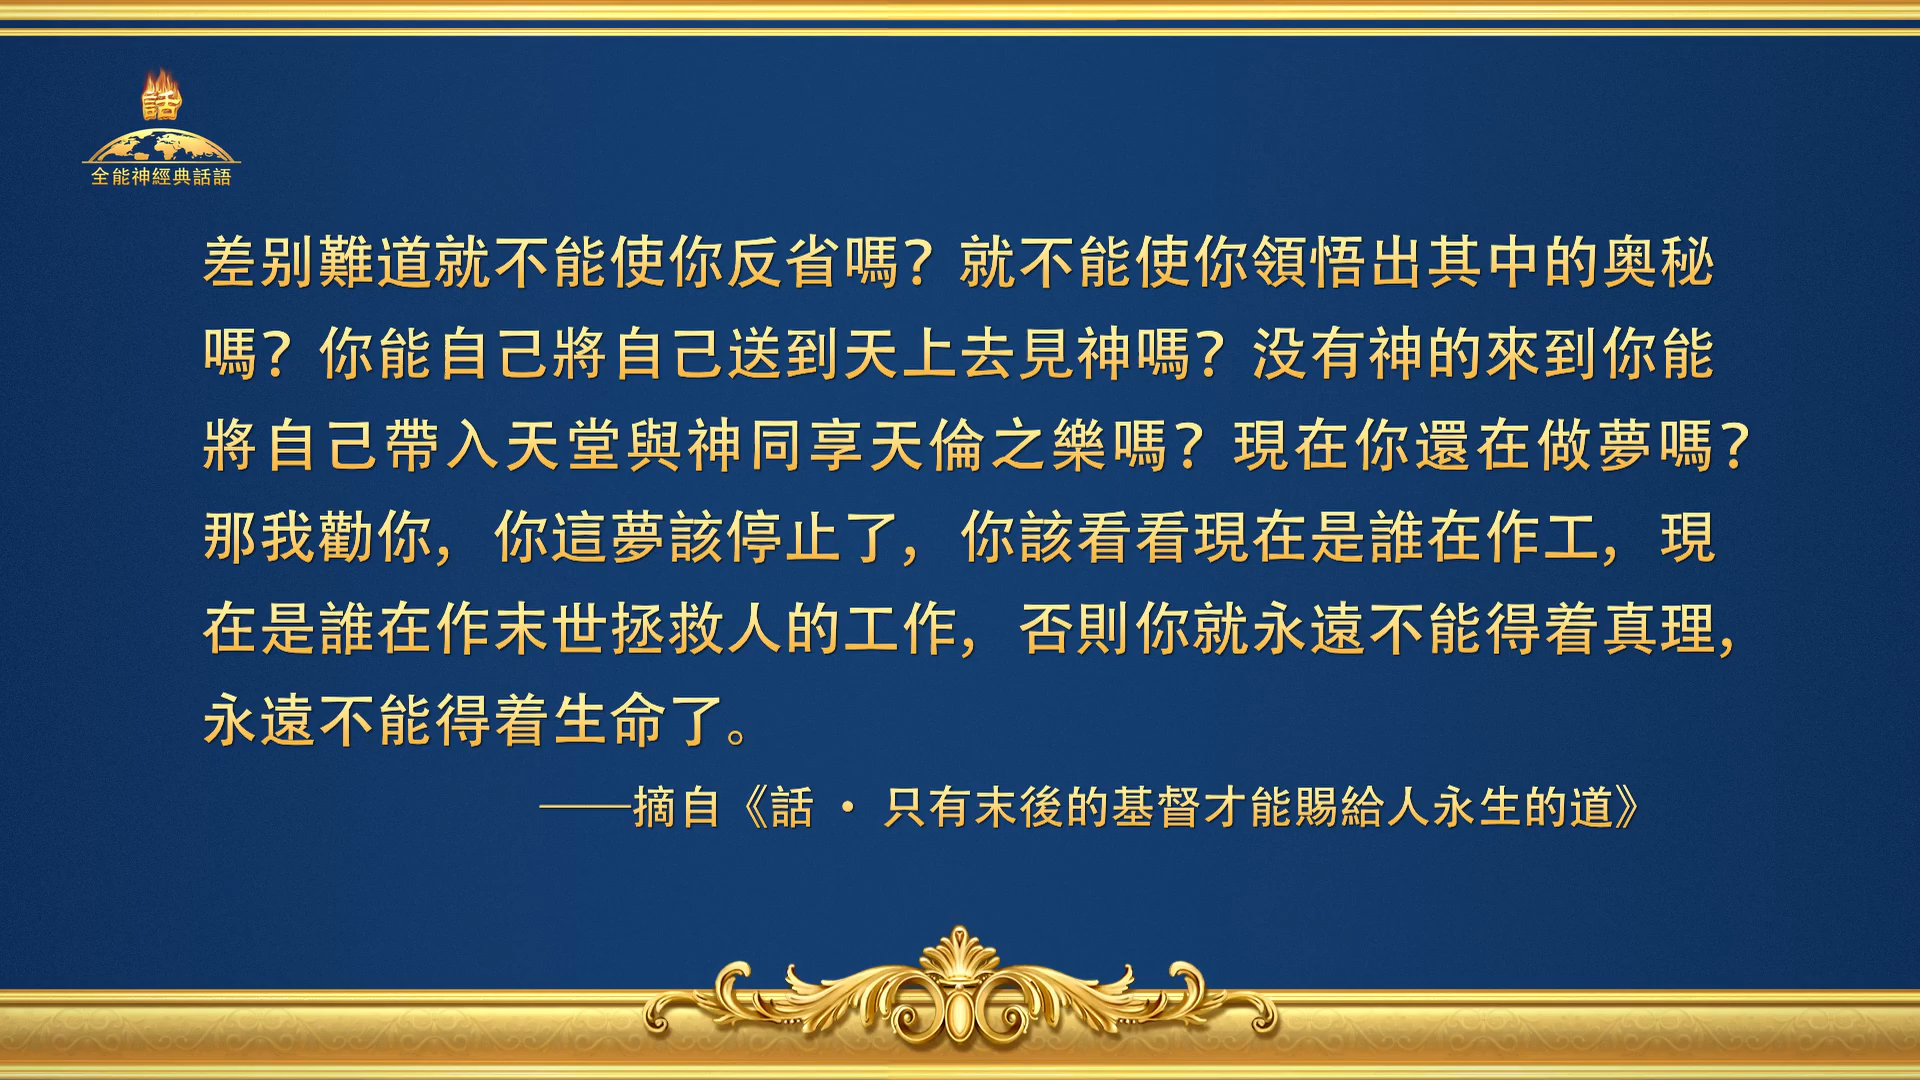 話
全能神經典話語
差别難道就不能使你反省嗎？就不能使你領悟出其中的奥秘
嗎？你能自己將自己送到天上去見神嗎？没有神的來到你能
將自己帶入天堂與神同享天倫之樂嗎？現在你還在做夢嗎？
那我勸你，你這夢該停止了，你該看看現在是誰在作工，現
在是誰在作末世拯救人的工作，否則你就永遠不能得着真理，
永遠不能得着生命了。
——摘自《話 · 只有末後的基督才能賜給人永生的道》